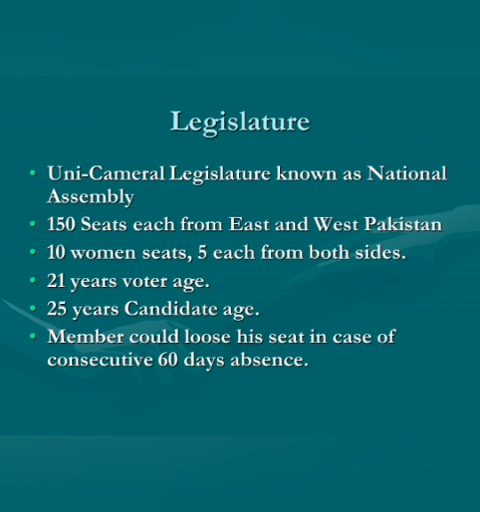 Legislature
• Uni-Cameral Legislature known as National
Assembly
• 150 Seats each from East and West Pakistan
• 10 women seats, 5 each from both sides.
• 21 years voter age.
• 25 years Candidate age.
• Member could loose his seat in case of
consecutive 60 days absence.